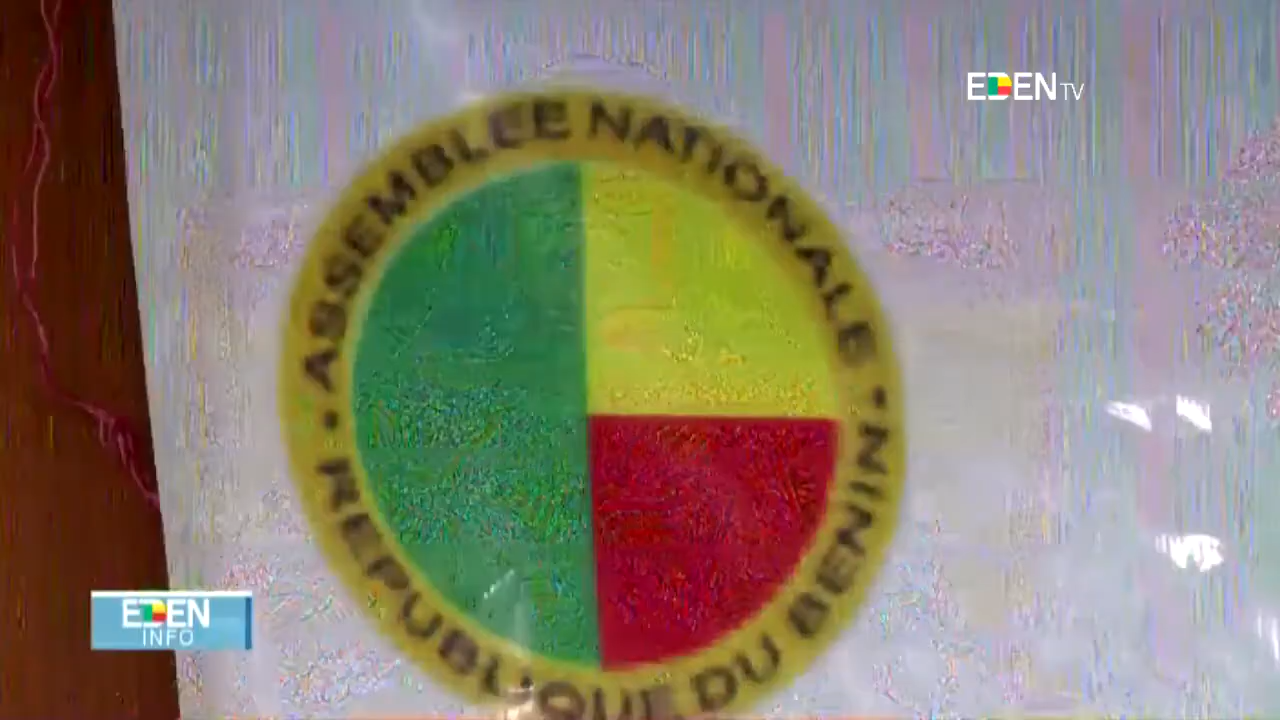 EDEN TV
ASSEMBLEE NATIONALE
• REPUBLIQUE DU BENIN •
EDEN
INFO